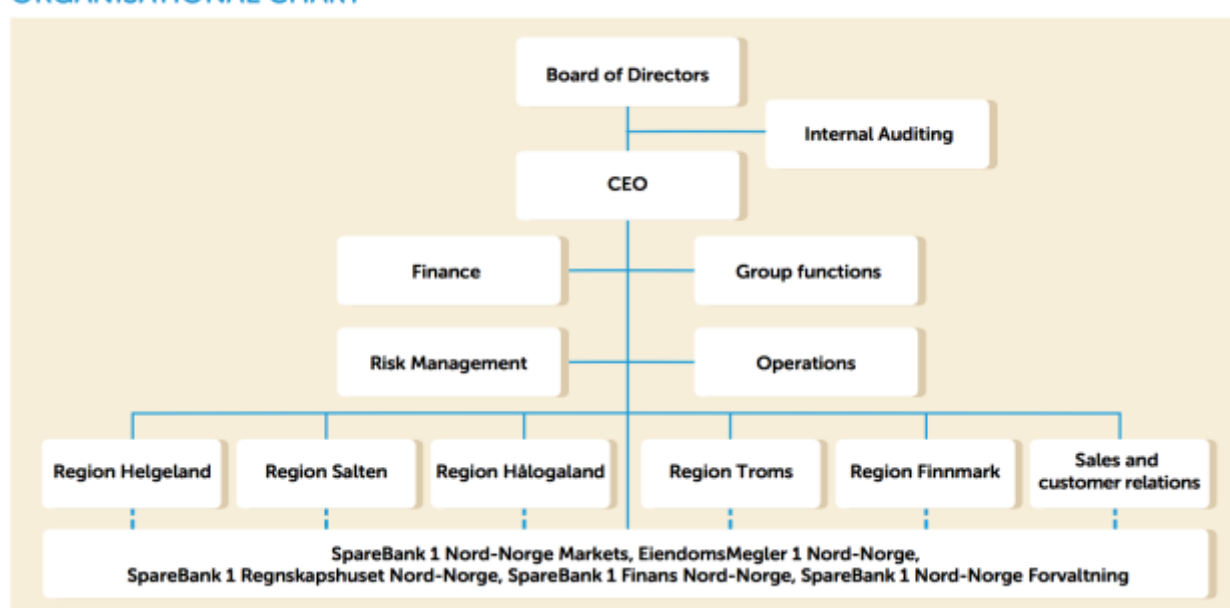 ORGANISATIONAL CHART
Board of Directors
Internal Auditing
CEO
Finance
Group functions
Risk Management
Operations
Region Helgeland
Region Salten
Region Hålogaland
Region Troms
Region Finnmark
Sales and
customer relations
SpareBank 1 Nord-Norge Markets, EiendomsMegler 1 Nord-Norge,
SpareBank 1 Regnskapshuset Nord-Norge, SpareBank 1 Finans Nord-Norge, SpareBank 1 Nord-Norge Forvaltning